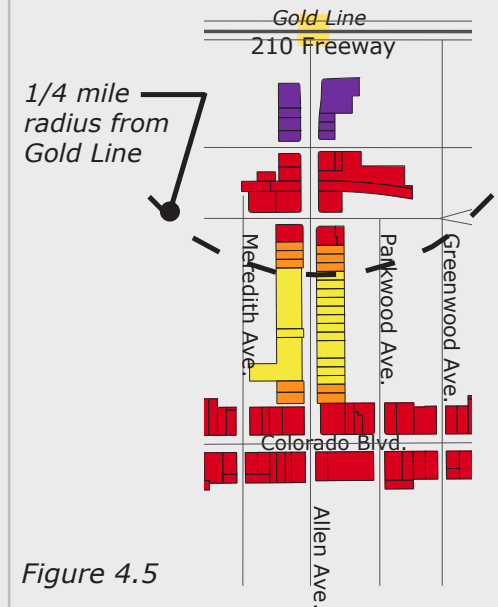 Gold Line
210 Freeway
1/4 mile
radius from
Gold Line
Meredith Ave.
Parkwood Ave.
Greenwood Ave.
Colorado Blvd.
Allen Ave.
Figure 4.5